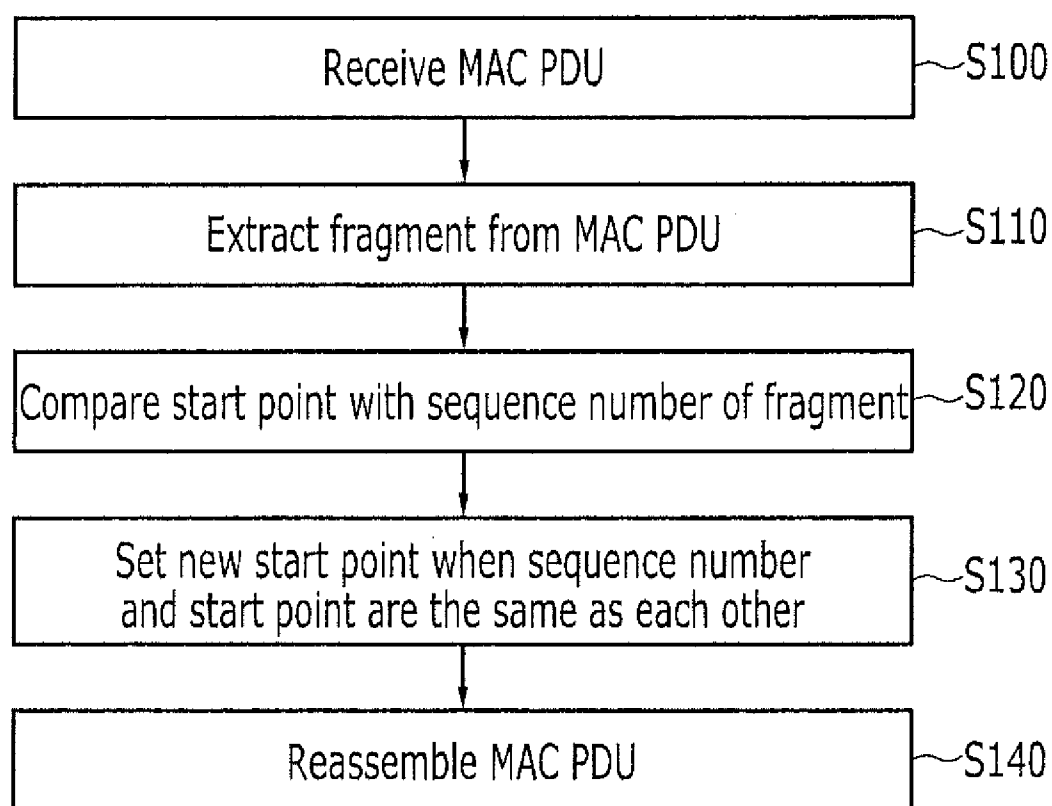 Receive MAC PDU
S100
Extract fragment from MAC PDU
S110
Compare start point with sequence number of fragment
S120
Set new start point when sequence number
and start point are the same as each other
S130
Reassemble MAC PDU
S140